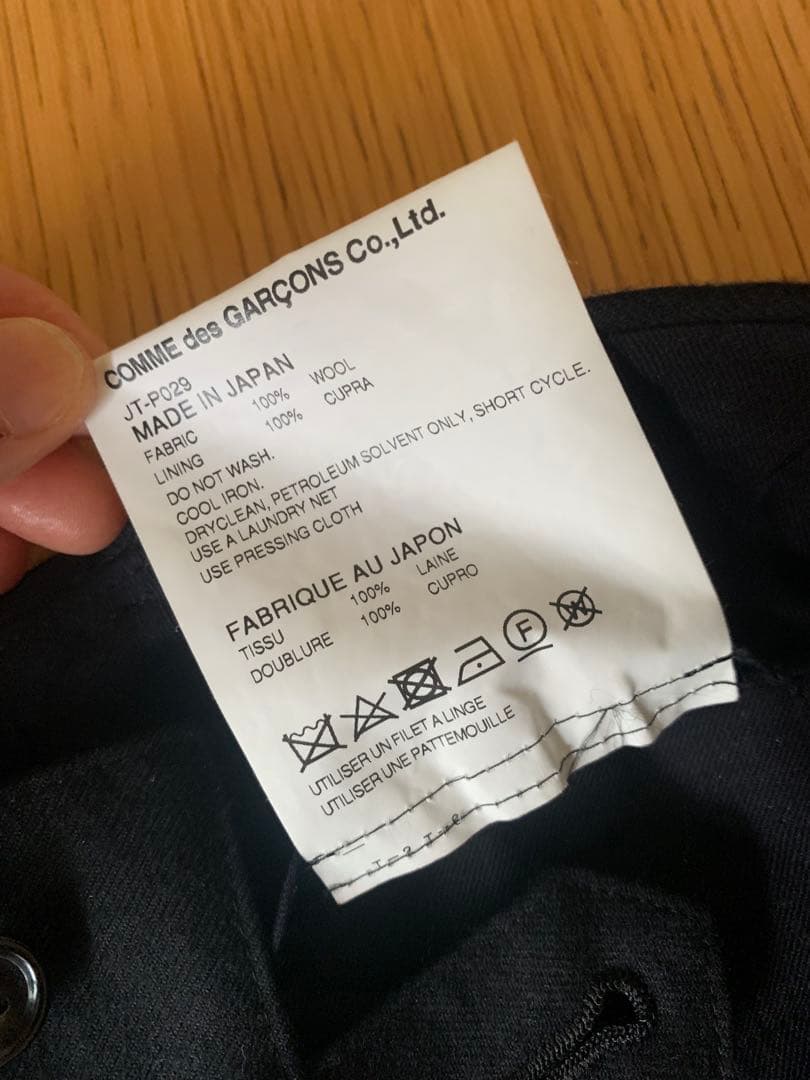 COMME des GARÇONS Co.,Ltd.
JT-P029
MADE IN JAPAN
FABRIC 100% WOOL
LINING 100% CUPRA
DO NOT WASH.
COOL IRON.
DRYCLEAN, PETROLEUM SOLVENT ONLY, SHORT CYCLE.
USE A LAUNDRY NET
USE PRESSING CLOTH
FABRIQUE AU JAPON
TISSU 100% LAINE
DOUBLURE 100% CUPRO
F W
UTILISER UN FILET A LINGE
UTILISER UNE PATTEMOUILLE